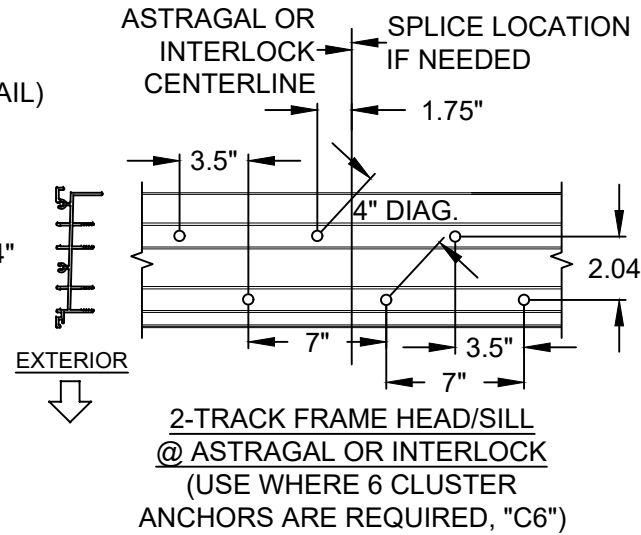 ASTRAGAL OR
INTERLOCK
CENTERLINE
SPLICE LOCATION
IF NEEDED
AIL)
1.75"
3.5"
4" DIAG.
4"
2.04
7"
3.5"
7"
EXTERIOR
2-TRACK FRAME HEAD/SILL
@ ASTRAGAL OR INTERLOCK
(USE WHERE 6 CLUSTER
ANCHORS ARE REQUIRED, "C6")